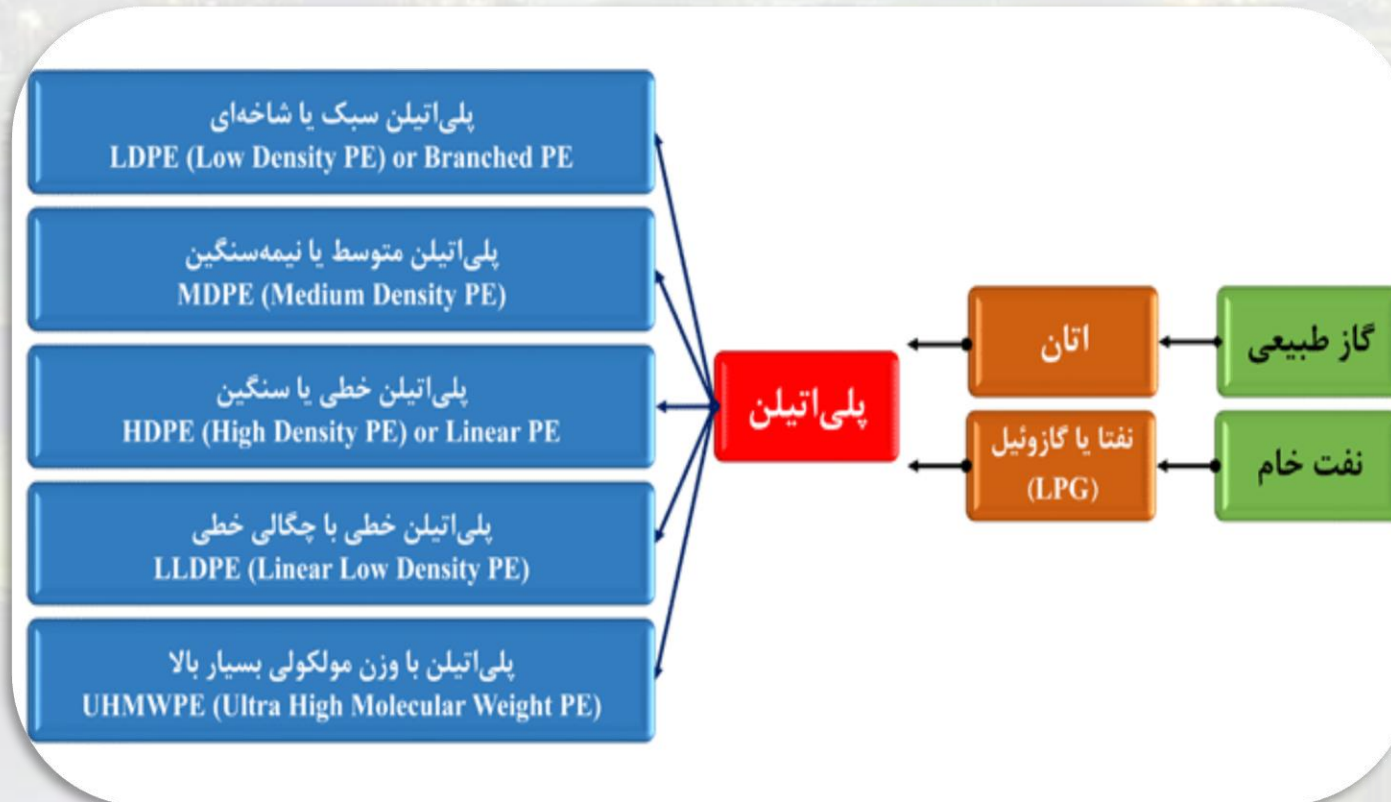 گاز طبیعی
نفت خام
اتان
نفتا یا گازوئیل
(LPG)
پلی‌اتیلن
پلی‌اتیلن سبک یا شاخه‌ای
LDPE (Low Density PE) or Branched PE
پلی‌اتیلن متوسط یا نیمه‌سنگین
MDPE (Medium Density PE)
پلی‌اتیلن خطی یا سنگین
HDPE (High Density PE) or Linear PE
پلی‌اتیلن خطی با چگالی خطی
LLDPE (Linear Low Density PE)
پلی‌اتیلن با وزن مولکولی بسیار بالا
UHMWPE (Ultra High Molecular Weight PE)